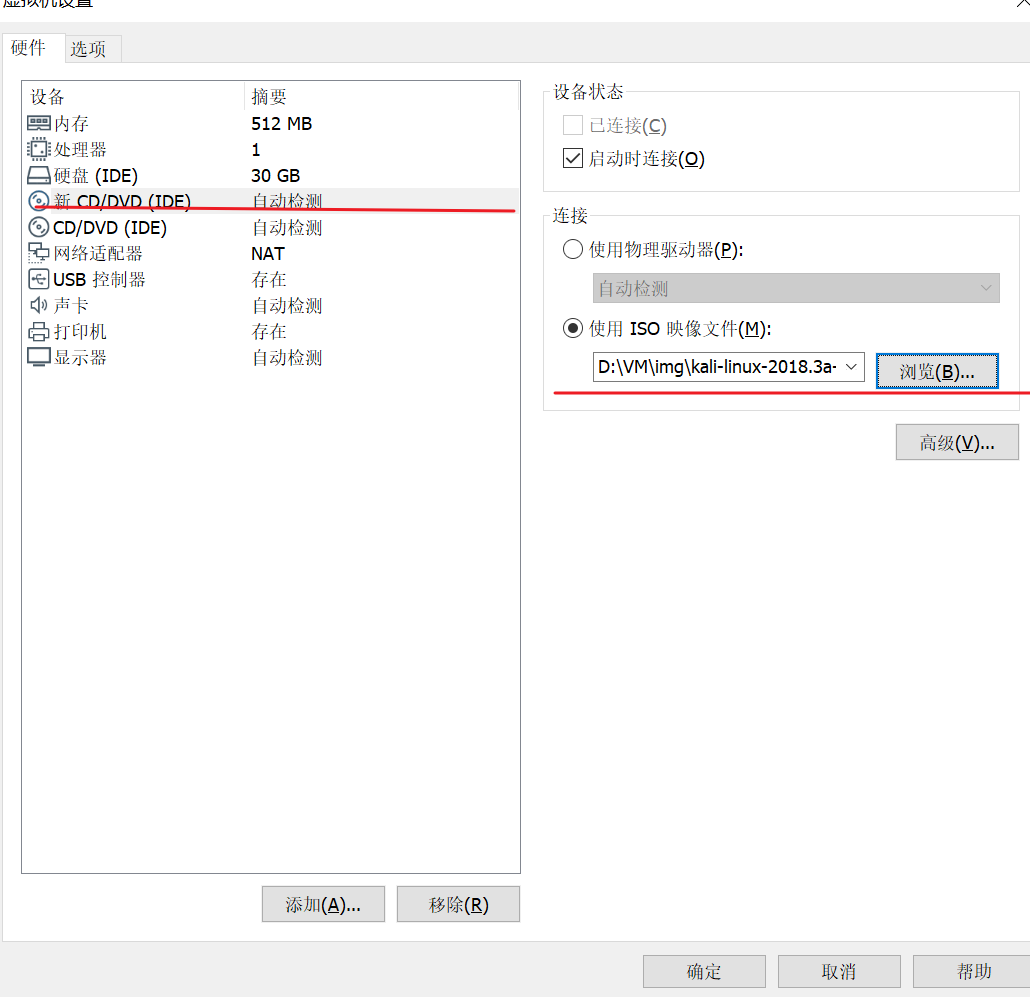 虚拟机设置
硬件 选项
设备 摘要
内存 512 MB
处理器 1
硬盘 (IDE) 30 GB
新 CD/DVD (IDE) 自动检测
CD/DVD (IDE) 自动检测
网络适配器 NAT
USB 控制器 存在
声卡 自动检测
打印机 存在
显示器 自动检测
添加(A)... 移除(R)
设备状态
已连接(C)
启动时连接(O)
连接
使用物理驱动器(P):
自动检测
使用 ISO 映像文件(M):
D:\VM\img\kali-linux-2018.3a- 浏览(B)...
高级(V)...
确定 取消 帮助